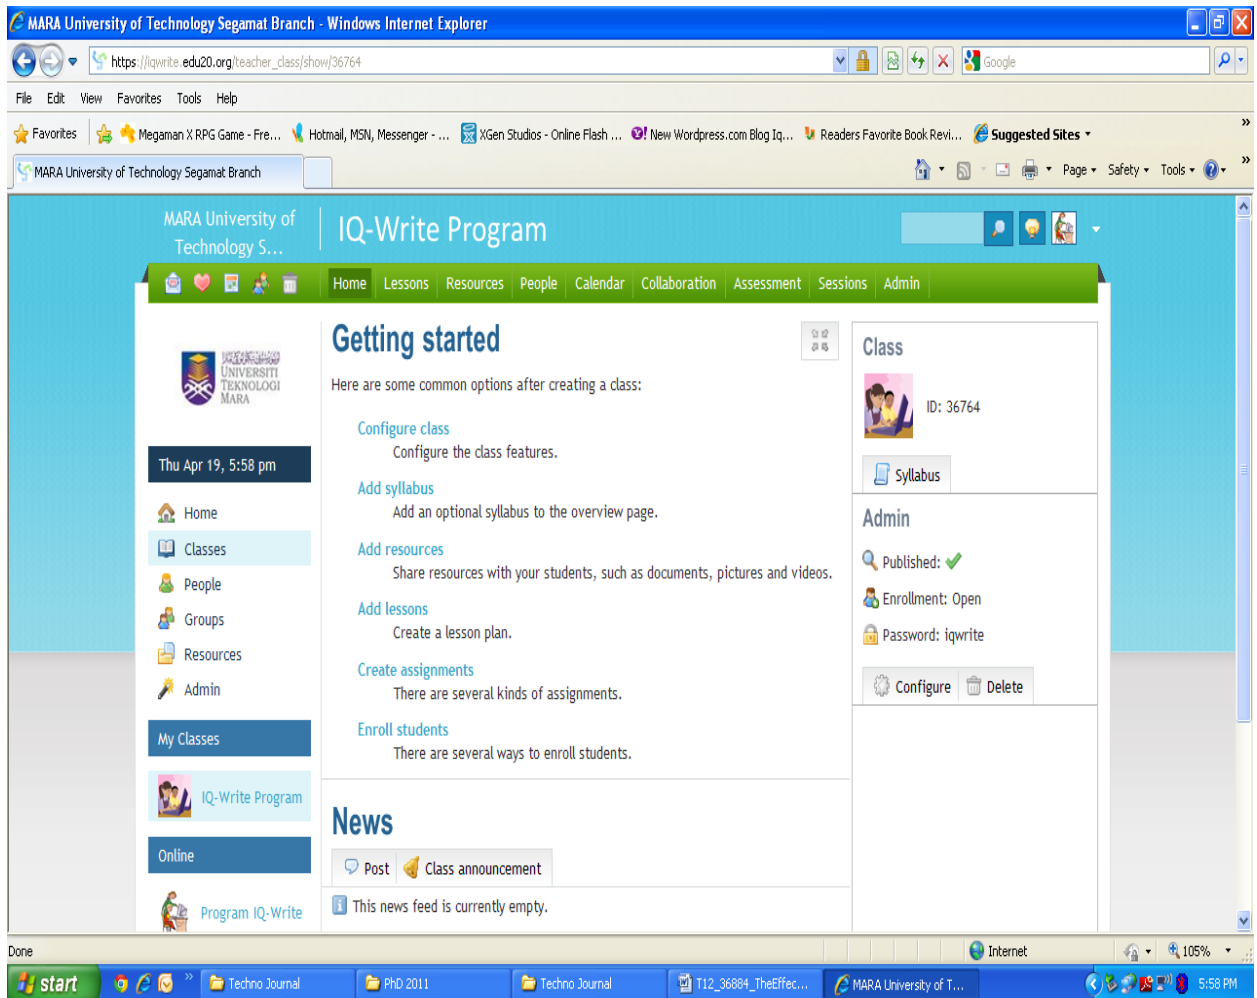 MARA University of Technology Segamat Branch - Windows Internet Explorer
https://iqwrite.edu20.org/teacher_class/show/36764
Google
File Edit View Favorites Tools Help
Favorites Megaman X RPG Game - Fre... Hotmail, MSN, Messenger - ... XGen Studios - Online Flash ... New Wordpress.com Blog Iq... Readers Favorite Book Revi... Suggested Sites
MARA University of Technology Segamat Branch
Page Safety Tools
MARA University of
Technology S...
IQ-Write Program
Home Lessons Resources People Calendar Collaboration Assessment Sessions Admin
UNIVERSITI
TEKNOLOGI
MARA
Thu Apr 19, 5:58 pm
Home
Classes
People
Groups
Resources
Admin
My Classes
IQ-Write Program
Online
Program IQ-Write
Getting started
Here are some common options after creating a class:
Configure class
Configure the class features.
Add syllabus
Add an optional syllabus to the overview page.
Add resources
Share resources with your students, such as documents, pictures and videos.
Add lessons
Create a lesson plan.
Create assignments
There are several kinds of assignments.
Enroll students
There are several ways to enroll students.
News
Post Class announcement
This news feed is currently empty.
Class
ID: 36764
Syllabus
Admin
Published:
Enrollment: Open
Password: iqwrite
Configure Delete
Done
Internet
105%
start
Techno Journal
PhD 2011
Techno Journal
T12_36884_TheEffec...
MARA University of T...
5:58 PM